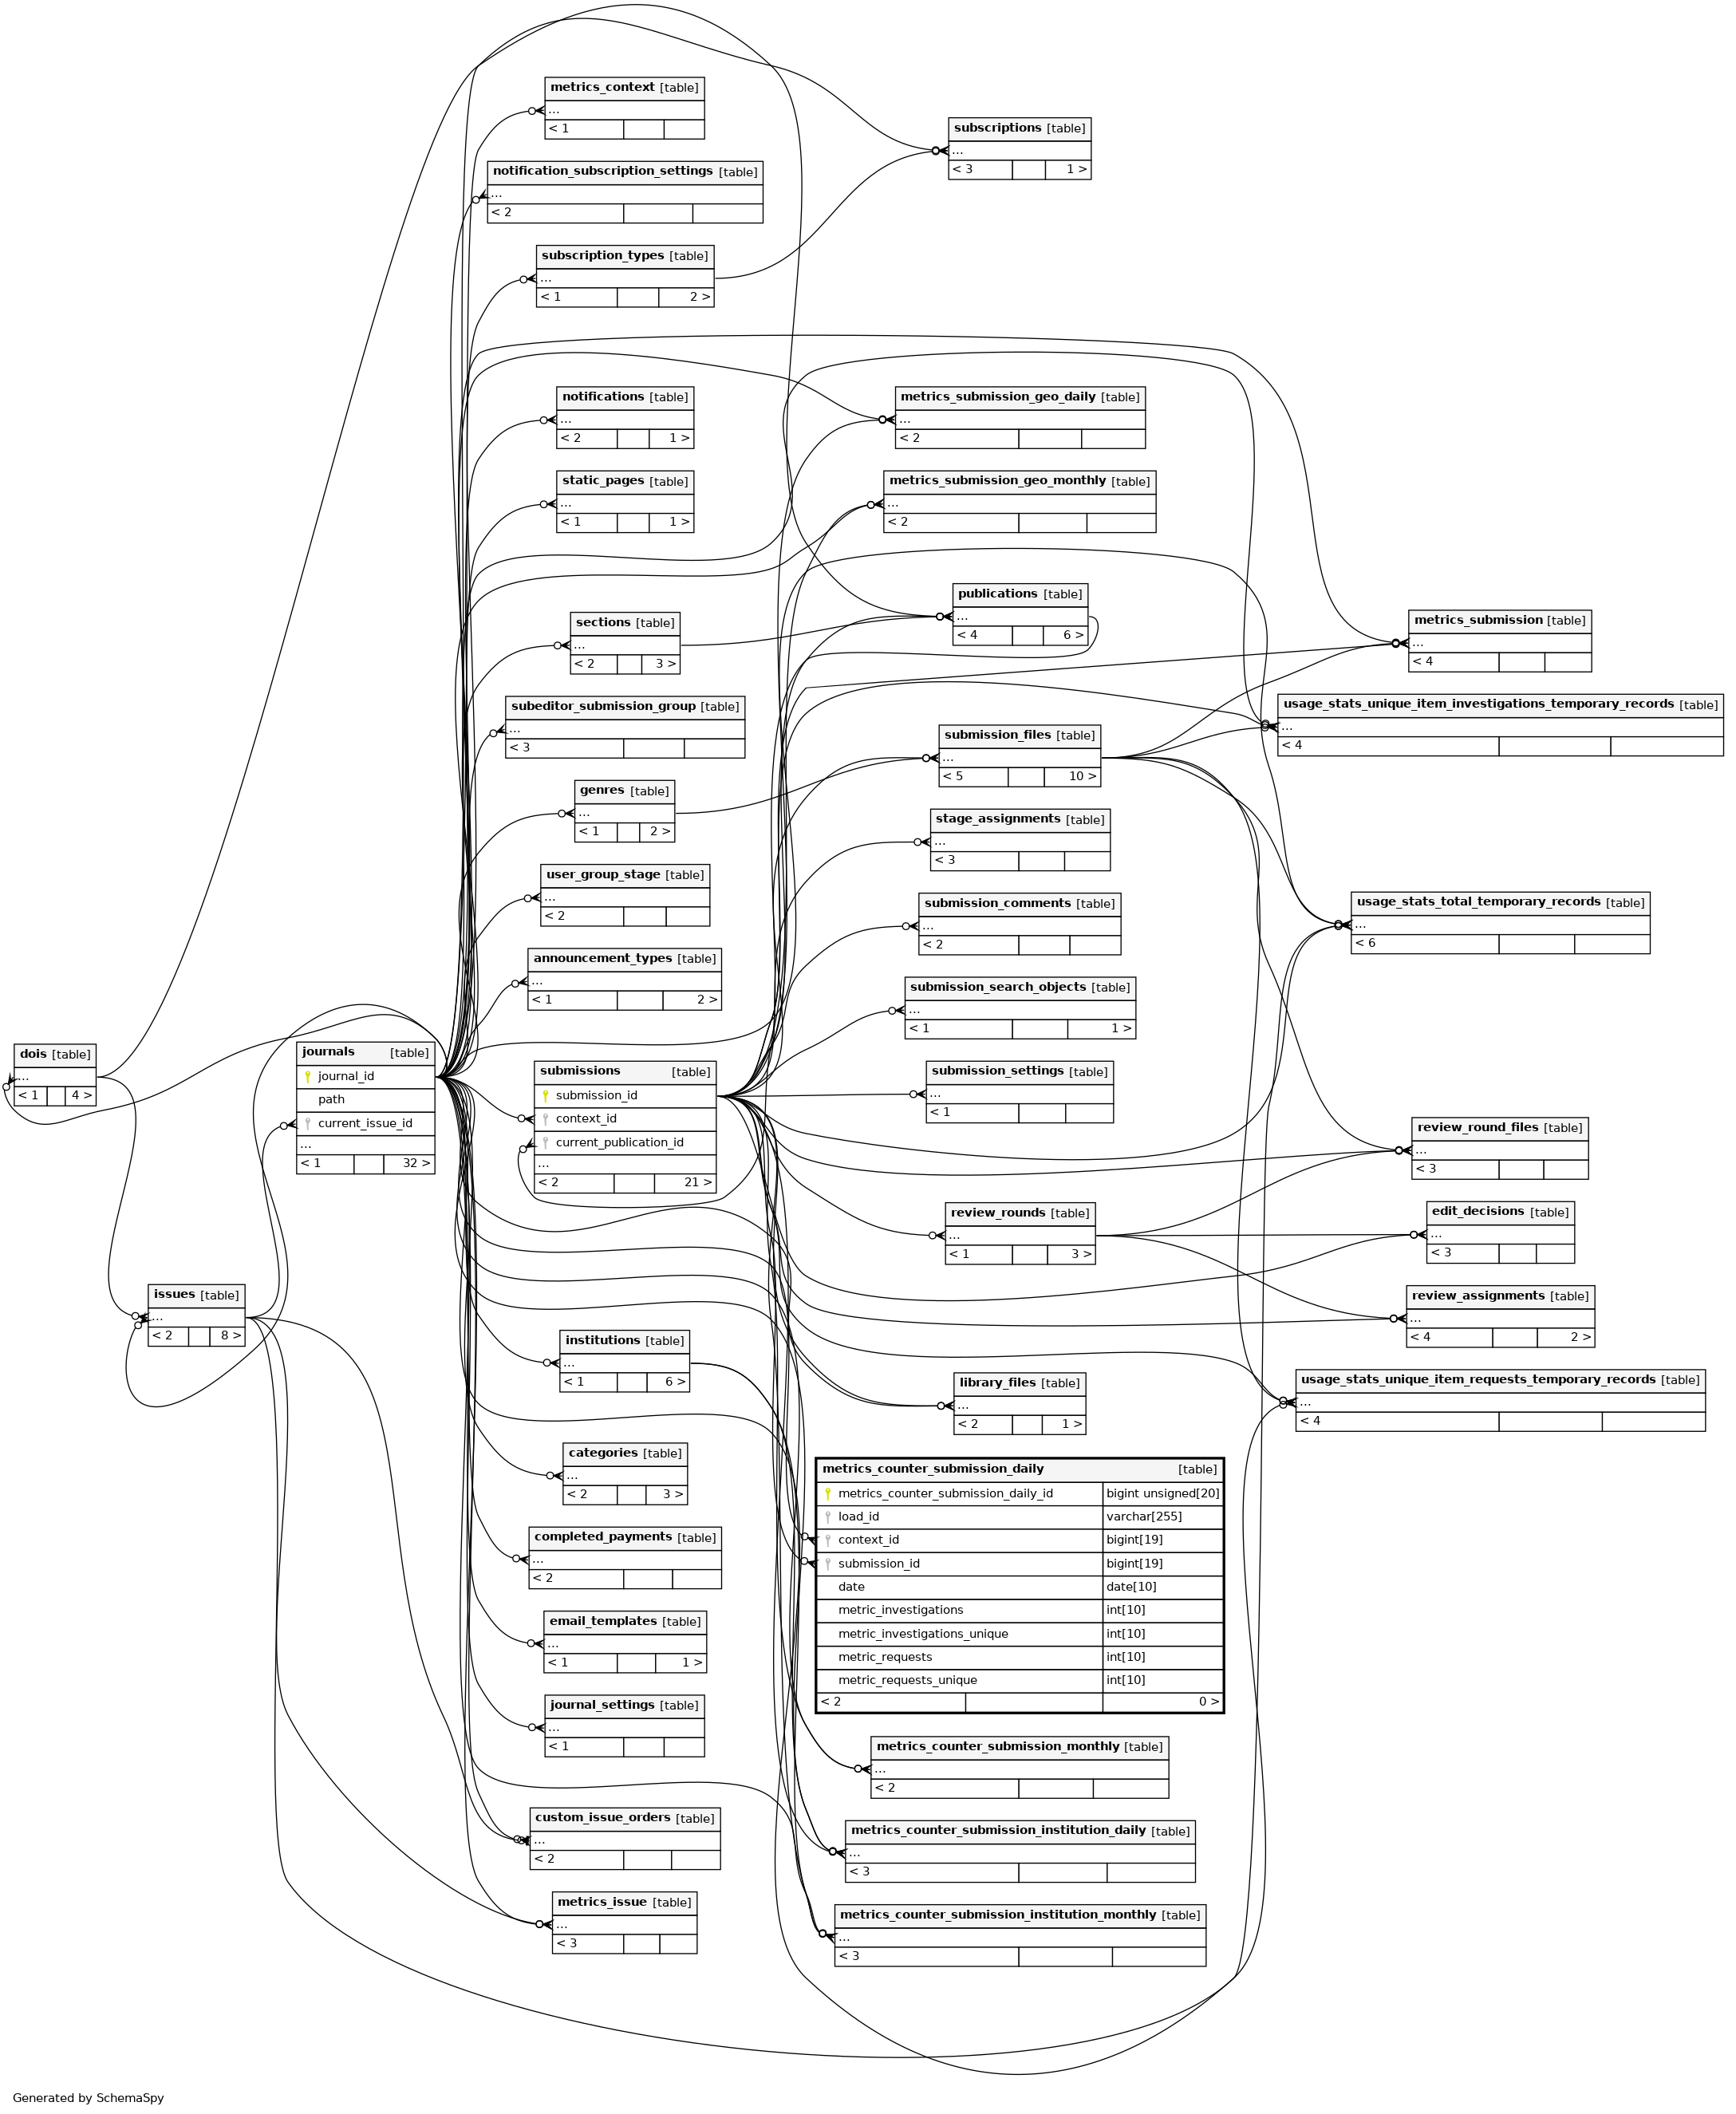 metrics_context [table]
...
< 1
subscriptions [table]
...
< 3 1 >
notification_subscription_settings [table]
...
< 2
subscription_types [table]
...
< 1 2 >
notifications [table]
...
< 2 1 >
metrics_submission_geo_daily [table]
...
< 2
static_pages [table]
...
< 1 1 >
metrics_submission_geo_monthly [table]
...
< 2
publications [table]
...
< 4 6 >
sections [table]
...
< 2 3 >
metrics_submission [table]
...
< 4
subeditor_submission_group [table]
...
< 3
usage_stats_unique_item_investigations_temporary_records [table]
...
< 4
submission_files [table]
...
< 5 10 >
genres [table]
...
< 1 2 >
stage_assignments [table]
...
< 3
user_group_stage [table]
...
< 2
submission_comments [table]
...
< 2
usage_stats_total_temporary_records [table]
...
< 6
announcement_types [table]
...
< 1 2 >
submission_search_objects [table]
...
< 1 1 >
dois [table]
...
< 1 4 >
journals [table]
journal_id
path
current_issue_id
...
< 1 32 >
submissions [table]
submission_id
context_id
current_publication_id
...
< 2 21 >
submission_settings [table]
...
< 1
review_round_files [table]
...
< 3
review_rounds [table]
...
< 1 3 >
edit_decisions [table]
...
< 3
issues [table]
...
< 2 8 >
review_assignments [table]
...
< 4 2 >
institutions [table]
...
< 1 6 >
library_files [table]
...
< 2 1 >
usage_stats_unique_item_requests_temporary_records [table]
...
< 4
categories [table]
...
< 2 3 >
metrics_counter_submission_daily [table]
metrics_counter_submission_daily_id bigint unsigned[20]
load_id varchar[255]
context_id bigint[19]
submission_id bigint[19]
date date[10]
metric_investigations int[10]
metric_investigations_unique int[10]
metric_requests int[10]
metric_requests_unique int[10]
< 2 0 >
completed_payments [table]
...
< 2
email_templates [table]
...
< 1 1 >
journal_settings [table]
...
< 1
metrics_counter_submission_monthly [table]
...
< 2
custom_issue_orders [table]
...
< 2
metrics_counter_submission_institution_daily [table]
...
< 3
metrics_issue [table]
...
< 3
metrics_counter_submission_institution_monthly [table]
...
< 3
Generated by SchemaSpy